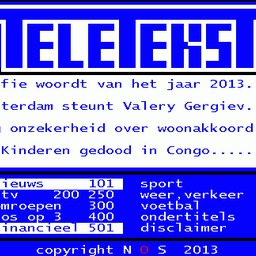 TELETEKST
fie woordt van het jaar 2013.
terdam steunt Valery Gergiev.
onzekerheid over woonakkoord
Kinderen gedood in Congo.....
ieuws 101 sport
tv 200 250 weer,verkeer
mroepen 300 voetbal
os op 3 400 ondertitels
inancieel 501 disclaimer
copyright N O S 2013